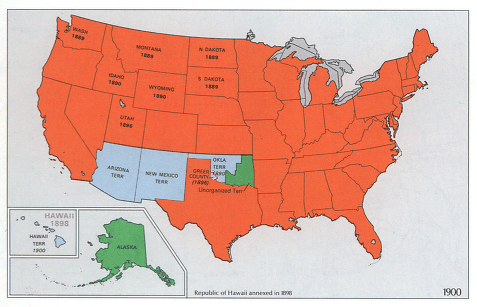 WASH
1889
MONTANA
1889
N. DAKOTA
1889
IDAHO
1890
WYOMING
1890
S. DAKOTA
1889
UTAH
1896
ARIZONA
TERR
NEW MEXICO
TERR
OKLA
TERR
1890
GREER
COUNTY
(1896)
Unorganized Terr
HAWAII
1898
HAWAII
TERR
1900
ALASKA
Republic of Hawaii annexed in 1898
1900